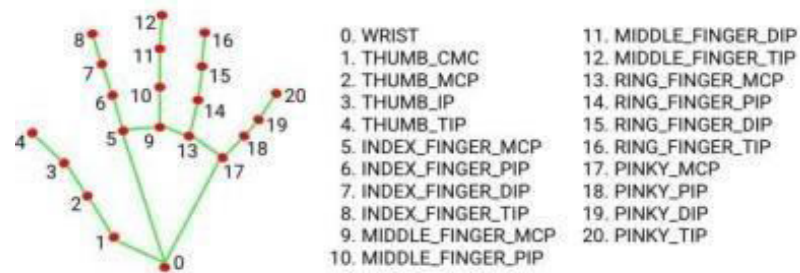 12
8
16
11
7
15
20
10
6
14
4
5
9
13
19
18
3
17
2
1
0
0. WRIST
1. THUMB_CMC
2. THUMB_MCP
3. THUMB_IP
4. THUMB_TIP
5. INDEX_FINGER_MCP
6. INDEX_FINGER_PIP
7. INDEX_FINGER_DIP
8. INDEX_FINGER_TIP
9. MIDDLE_FINGER_MCP
10. MIDDLE_FINGER_PIP
11. MIDDLE_FINGER_DIP
12. MIDDLE_FINGER_TIP
13. RING_FINGER_MCP
14. RING_FINGER_PIP
15. RING_FINGER_DIP
16. RING_FINGER_TIP
17. PINKY_MCP
18. PINKY_PIP
19. PINKY_DIP
20. PINKY_TIP